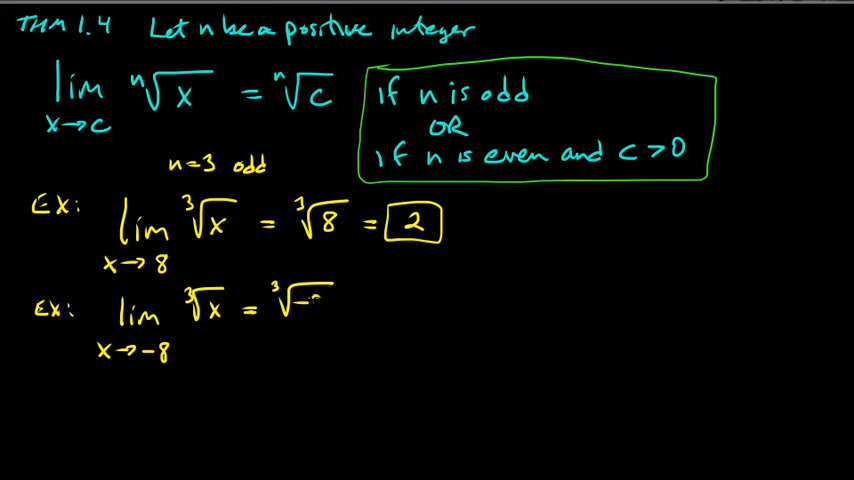 THM 1.4 Let n be a positive integer
lim x→c ⁿ√x = ⁿ√c
if n is odd
OR
if n is even and c > 0
n=3 odd
EX: lim x→8 ³√x = ³√8 = 2
EX: lim x→-8 ³√x = ³√-